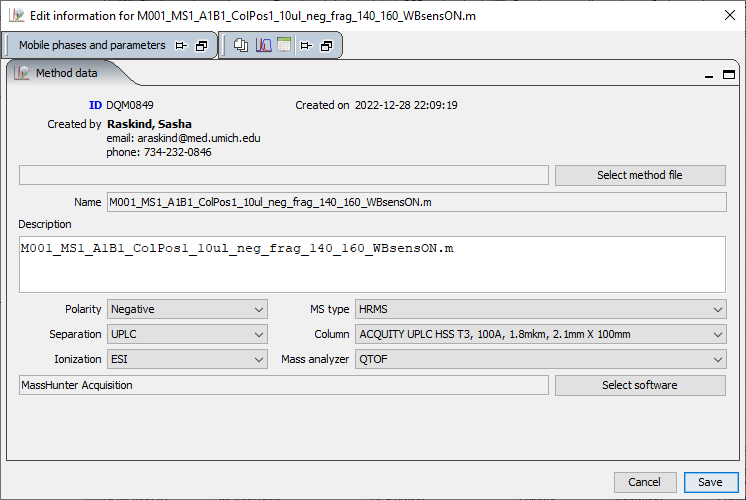 Edit information for M001_MS1_A1B1_ColPos1_10ul_neg_frag_140_160_WBsensON.m
Mobile phases and parameters
Method data
ID DQM0849 Created on 2022-12-28 22:09:19
Created by Raskind, Sasha
email: araskind@med.umich.edu
phone: 734-232-0846
Select method file
Name M001_MS1_A1B1_ColPos1_10ul_neg_frag_140_160_WBsensON.m
Description
M001_MS1_A1B1_ColPos1_10ul_neg_frag_140_160_WBsensON.m
Polarity Negative MS type HRMS
Separation UPLC Column ACQUITY UPLC HSS T3, 100A, 1.8mkm, 2.1mm X 100mm
Ionization ESI Mass analyzer QTOF
MassHunter Acquisition Select software
Cancel Save